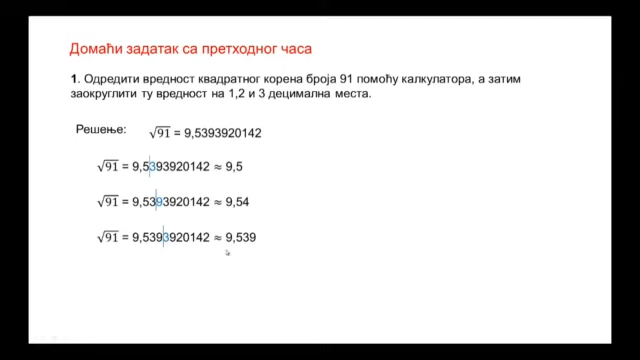 Домаћи задатак са претходног часа
1. Одредити вредност квадратног корена броја 91 помоћу калкулатора, а затим
заокруглити ту вредност на 1,2 и 3 децимална места.
Решење: √91 = 9,5393920142
√91 = 9,5393920142 ≈ 9,5
√91 = 9,5393920142 ≈ 9,54
√91 = 9,5393920142 ≈ 9,539